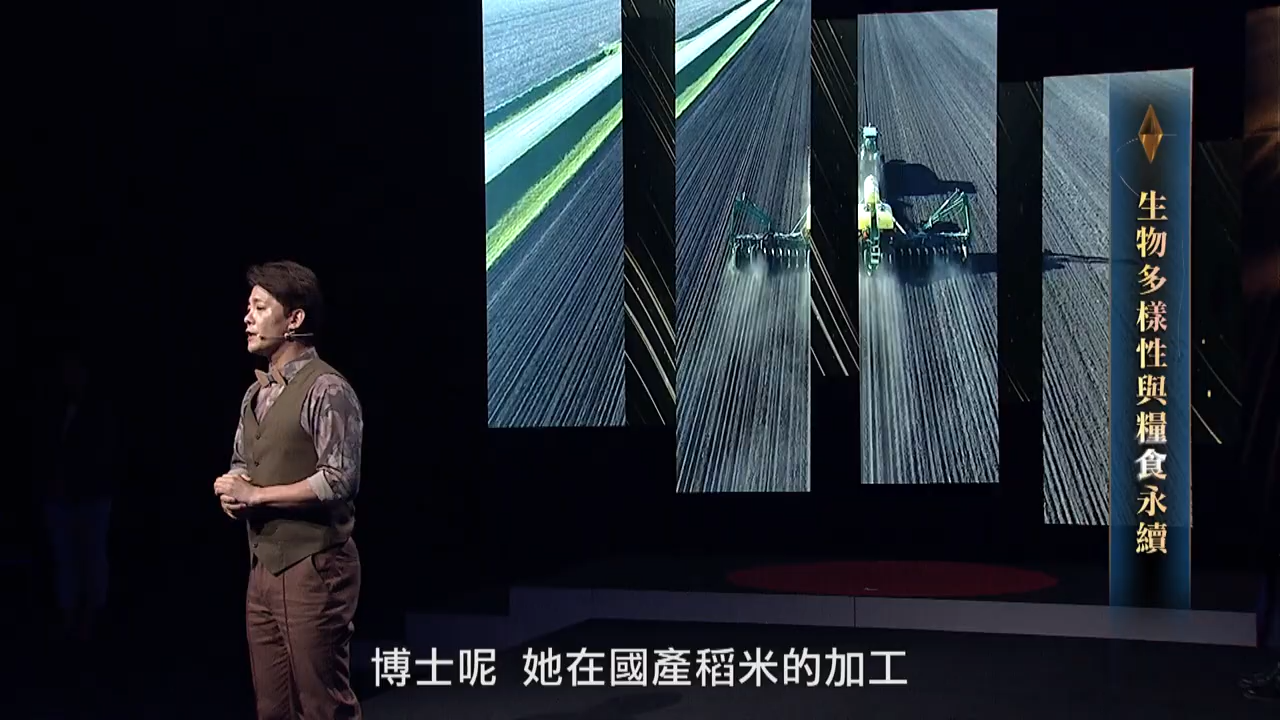 生物多樣性與糧食永續
博士呢 她在國產稻米的加工